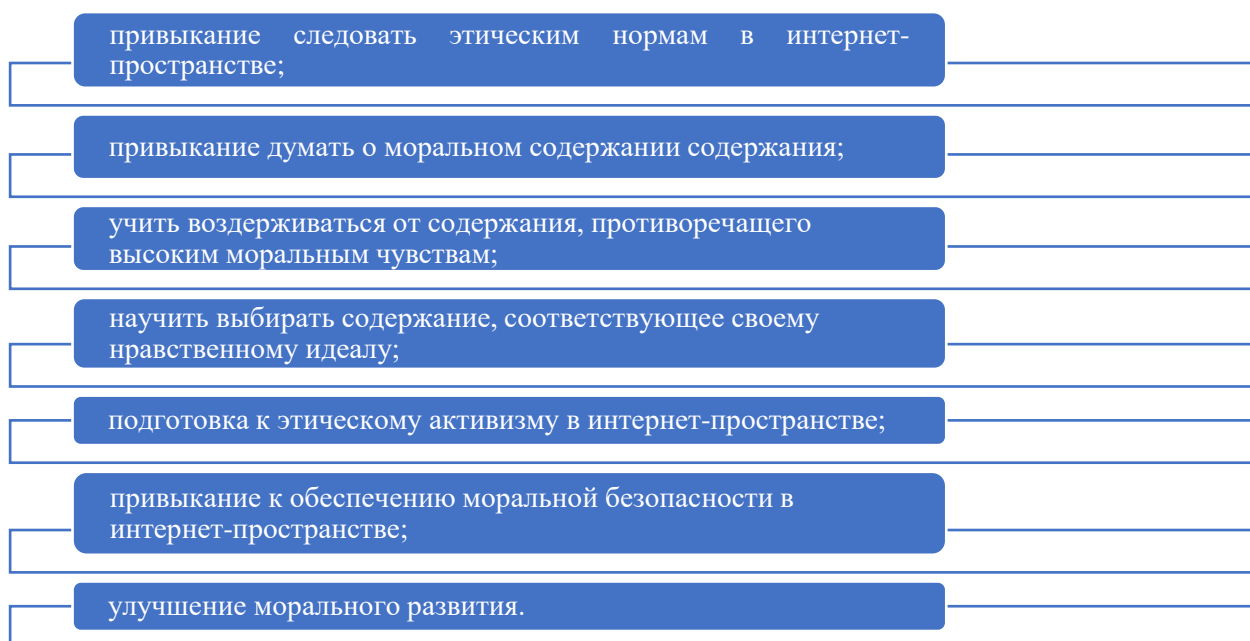 привыкание следовать этическим нормам в интернет-
пространстве;
привыкание думать о моральном содержании содержания;
учить воздерживаться от содержания, противоречащего
высоким моральным чувствам;
научить выбирать содержание, соответствующее своему
нравственному идеалу;
подготовка к этическому активизму в интернет-пространстве;
привыкание к обеспечению моральной безопасности в
интернет-пространстве;
улучшение морального развития.